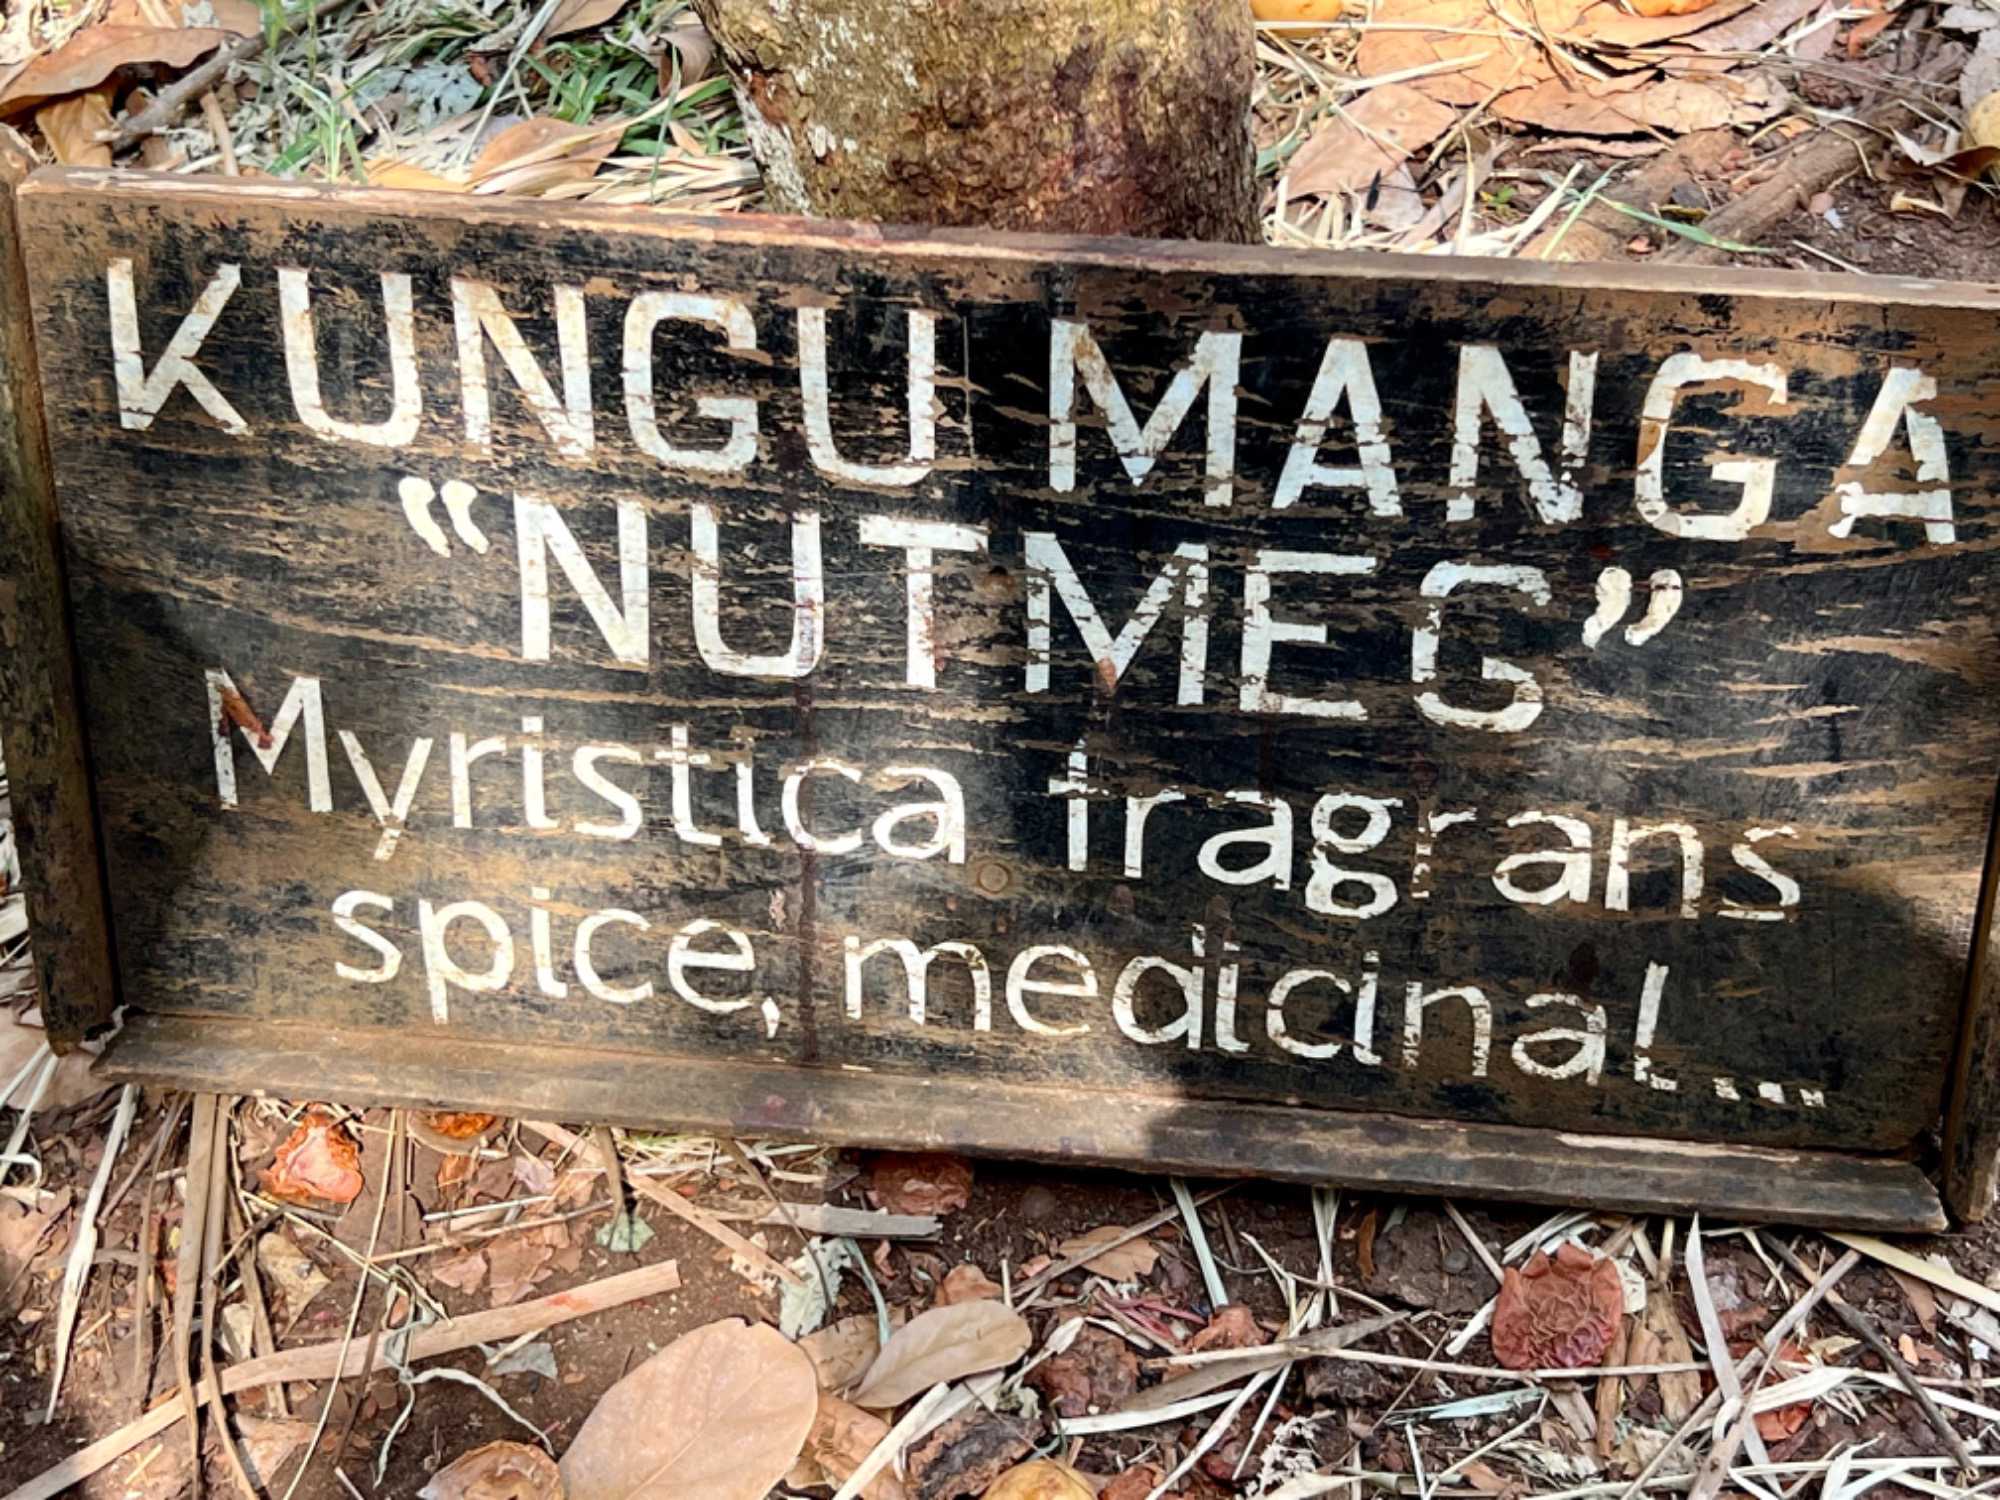 KUNGU MANGA
“NUTMEG”
Myristica fragrans
spice, medicinal...